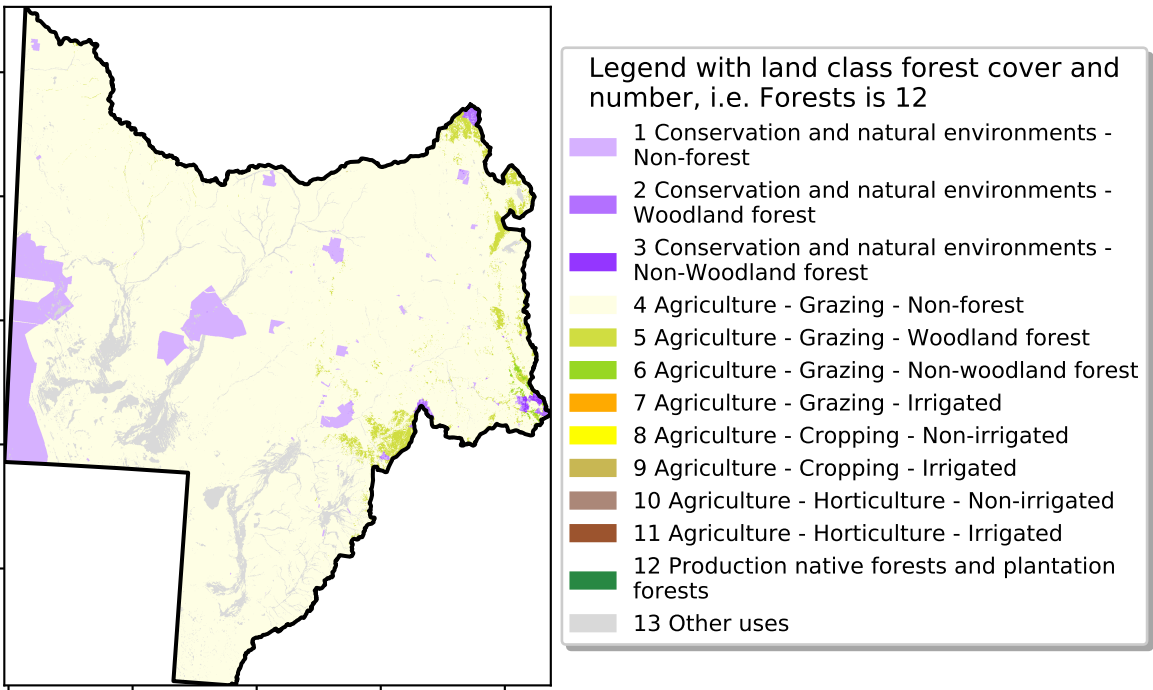 Legend with land class forest cover and
number, i.e. Forests is 12
1 Conservation and natural environments -
Non-forest
2 Conservation and natural environments -
Woodland forest
3 Conservation and natural environments -
Non-Woodland forest
4 Agriculture - Grazing - Non-forest
5 Agriculture - Grazing - Woodland forest
6 Agriculture - Grazing - Non-woodland forest
7 Agriculture - Grazing - Irrigated
8 Agriculture - Cropping - Non-irrigated
9 Agriculture - Cropping - Irrigated
10 Agriculture - Horticulture - Non-irrigated
11 Agriculture - Horticulture - Irrigated
12 Production native forests and plantation
forests
13 Other uses